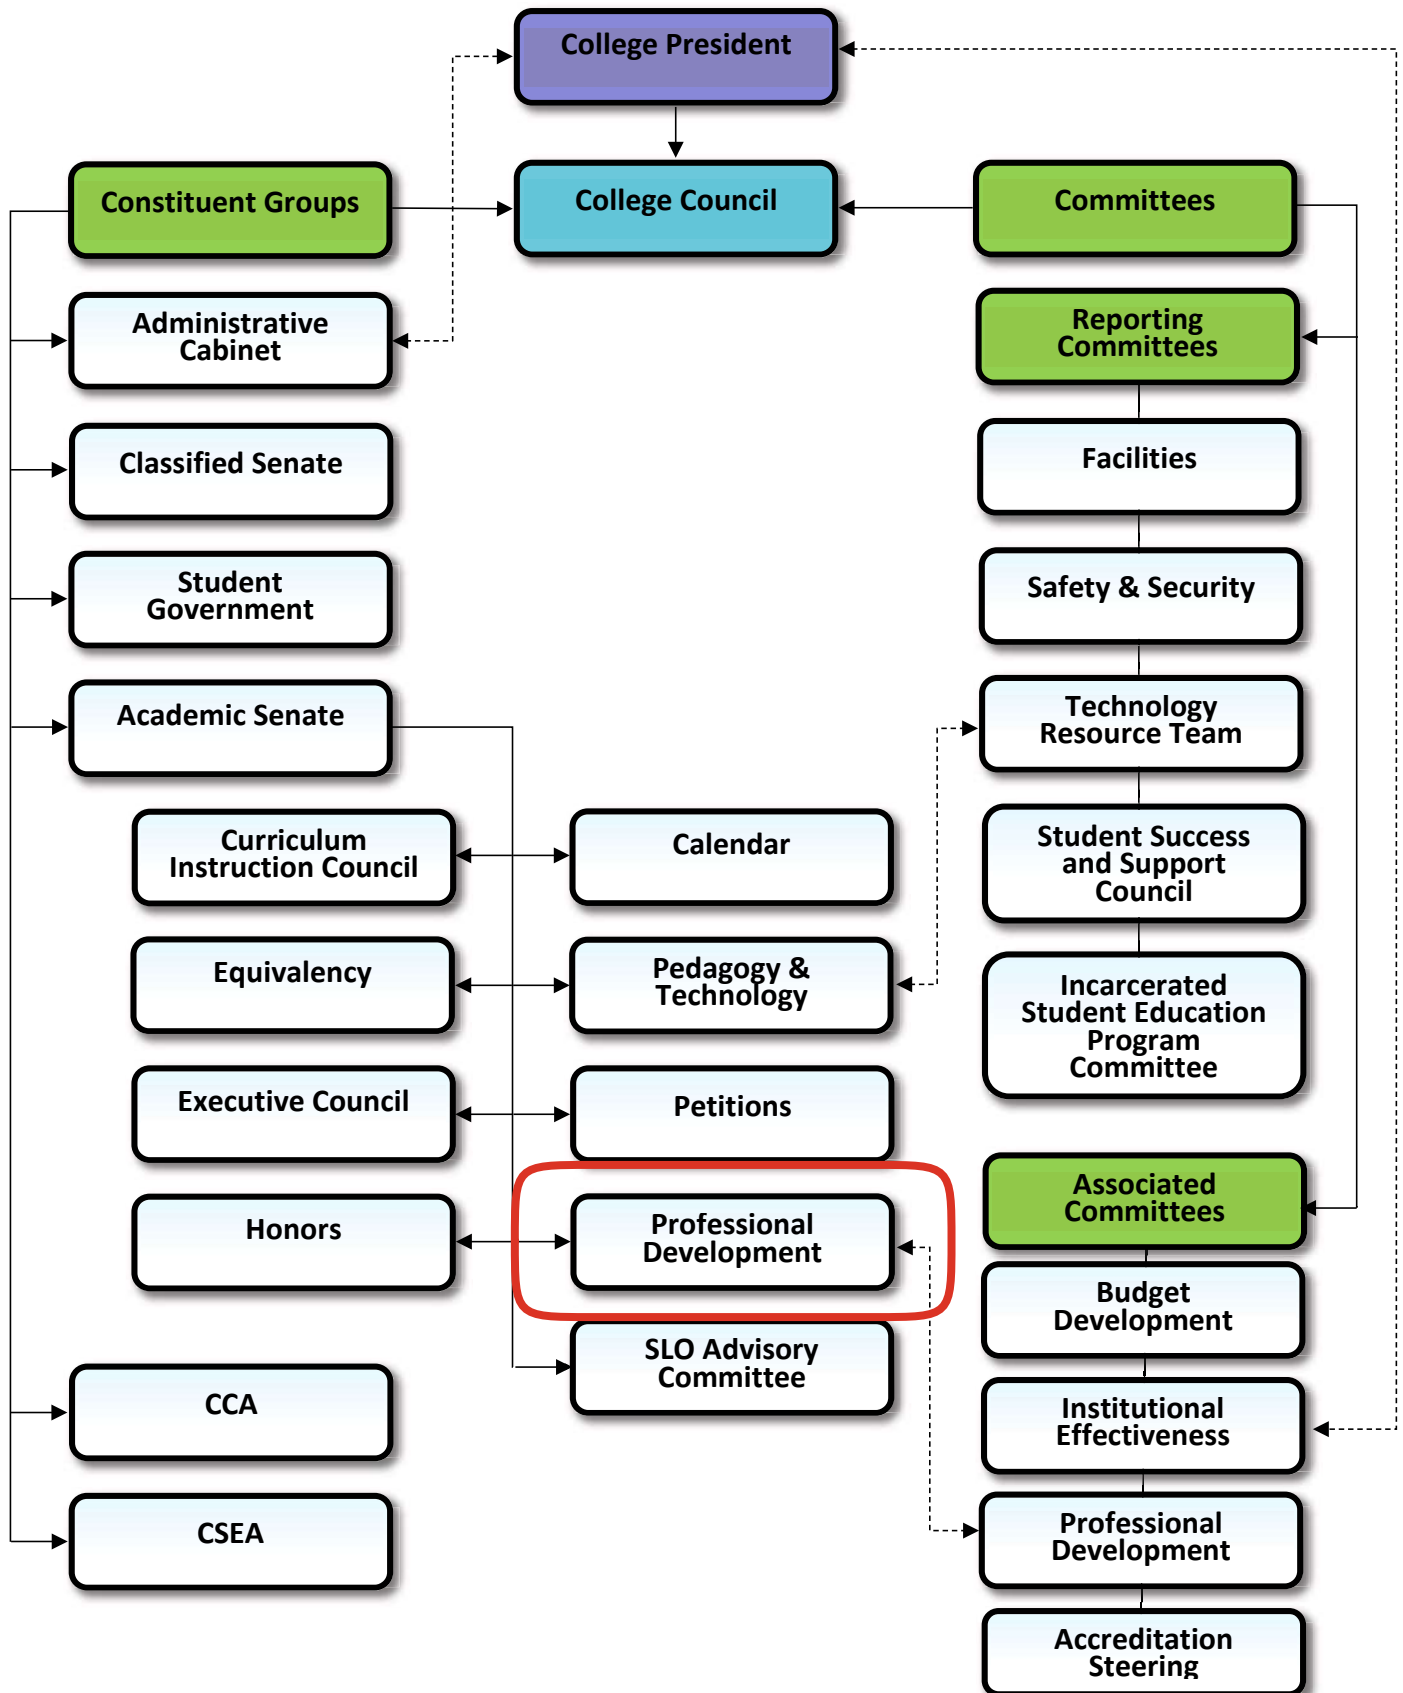 College President
Constituent Groups
College Council
Committees
Administrative
Cabinet
Reporting
Committees
Classified Senate
Facilities
Student
Government
Safety & Security
Academic Senate
Technology
Resource Team
Curriculum
Instruction Council
Calendar
Student Success
and Support
Council
Equivalency
Pedagogy &
Technology
Incarcerated
Student Education
Program
Committee
Executive Council
Petitions
Honors
Professional
Development
Associated
Committees
Budget
Development
SLO Advisory
Committee
CCA
Institutional
Effectiveness
CSEA
Professional
Development
Accreditation
Steering